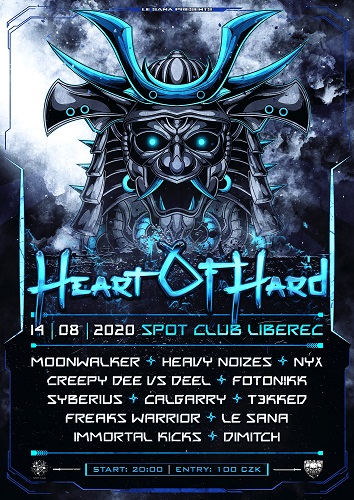 LE SANA PRESENTS
HEART OF HARD
14 | 08 | 2020 SPOT CLUB LIBEREC
MOONWALKER + HEAVY NOIZES + NYX
CREEPY DEE VS DEEL + FOTONIKK
SYBERIUS + CALGARRY + T3KKED
FREAKS WARRIOR + LE SANA
IMMORTAL KICKS + DIMITCH
START: 20:00 | ENTRY: 100 CZK